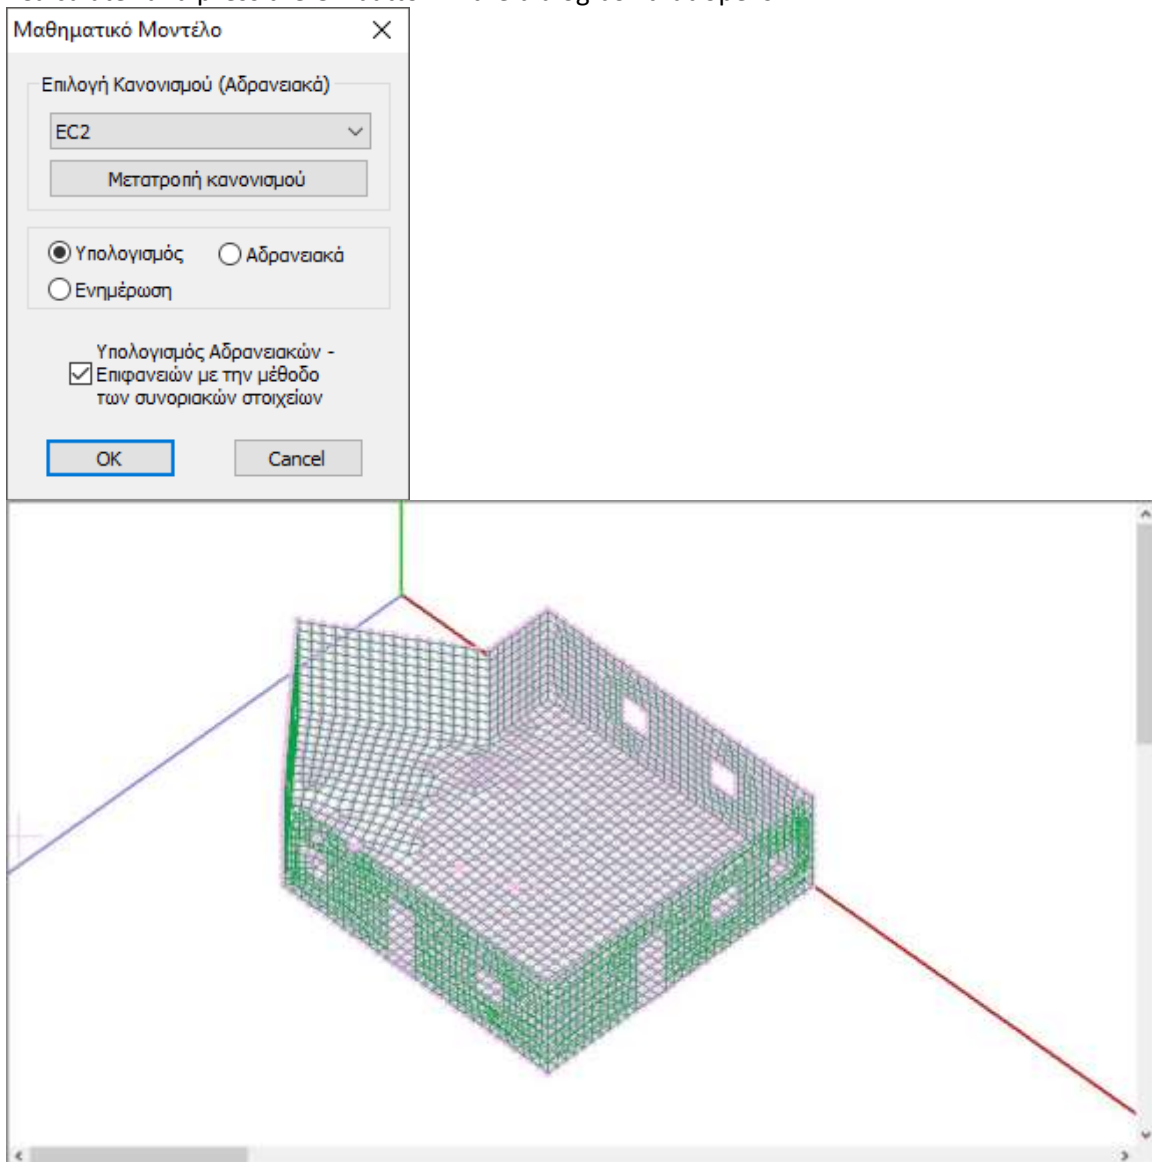 Μαθηματικό Μοντέλο
Επιλογή Κανονισμού (Αδρανειακά)
EC2
Μετατροπή κανονισμού
Υπολογισμός
Αδρανειακά
Ενημέρωση
Υπολογισμός Αδρανειακών -
Επιφανειών με την μέθοδο
των συνοριακών στοιχείων
OK
Cancel